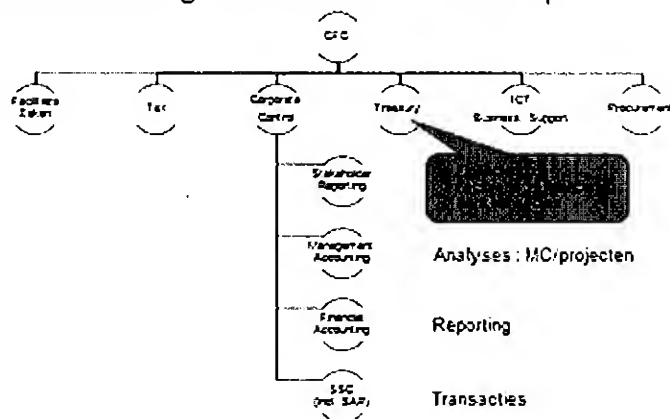 CFO
Facilitaire
Zaken
Tax
Corporate
Control
Treasury
ICT
Business Support
Procurement
Stakeholder
Reporting
Management
Accounting
Analyses : MC/projecten
Financial
Accounting
Reporting
SSC
(incl. SAP)
Transacties